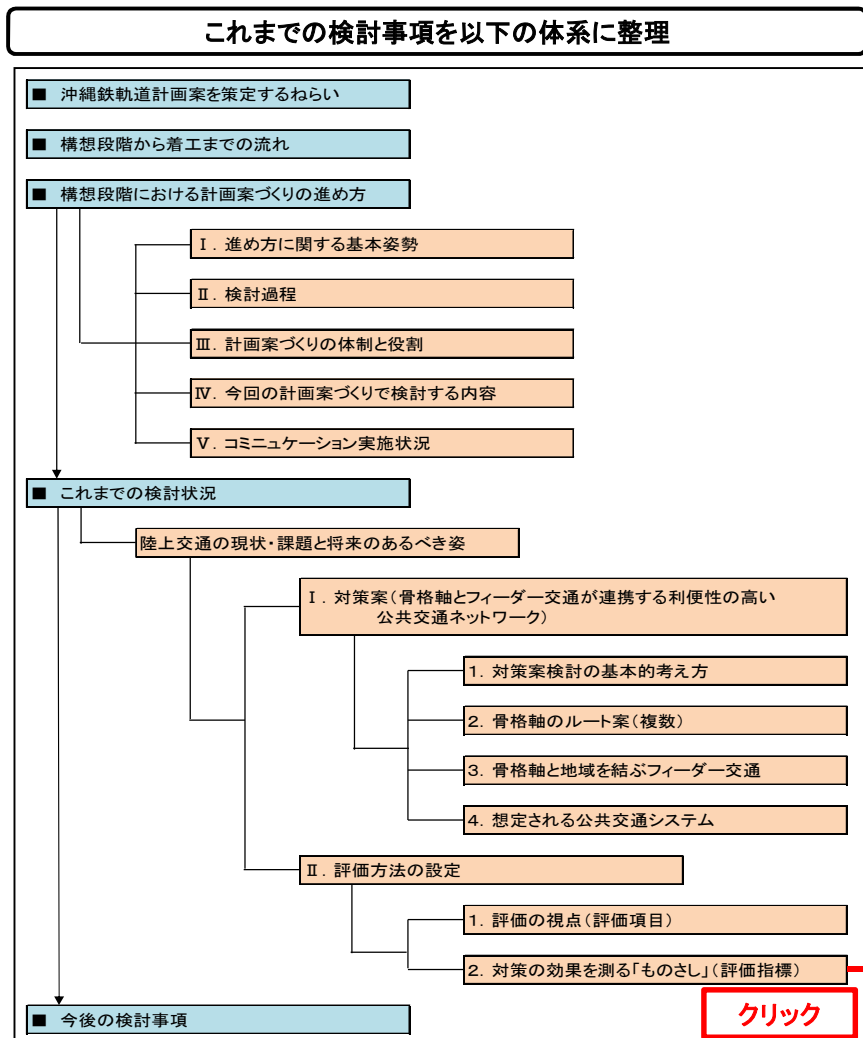 これまでの検討事項を以下の体系に整理
■ 沖縄鉄軌道計画案を策定するねらい
■ 構想段階から着工までの流れ
■ 構想段階における計画案づくりの進め方
Ⅰ. 進め方に関する基本姿勢
Ⅱ. 検討過程
Ⅲ. 計画案づくりの体制と役割
Ⅳ. 今回の計画案づくりで検討する内容
Ⅴ. コミニュケーション実施状況
■ これまでの検討状況
陸上交通の現状・課題と将来のあるべき姿
Ⅰ. 対策案(骨格軸とフィーダー交通が連携する利便性の高い
公共交通ネットワーク)
1. 対策案検討の基本的考え方
2. 骨格軸のルート案(複数)
3. 骨格軸と地域を結ぶフィーダー交通
4. 想定される公共交通システム
Ⅱ. 評価方法の設定
1. 評価の視点(評価項目)
2. 対策の効果を測る「ものさし」(評価指標)
クリック
■ 今後の検討事項